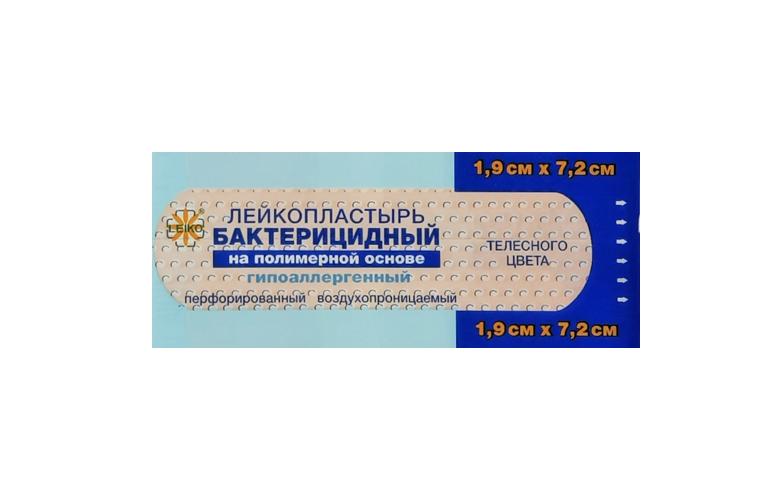 1,9 см х 7,2 см
ЛЕЙКОПЛАСТЫРЬ
LEIKO®
БАКТЕРИЦИДНЫЙ
на полимерной основе
гипоаллергенный
перфорированный воздухопроницаемый
ТЕЛЕСНОГО
ЦВЕТА
1,9 см х 7,2 см